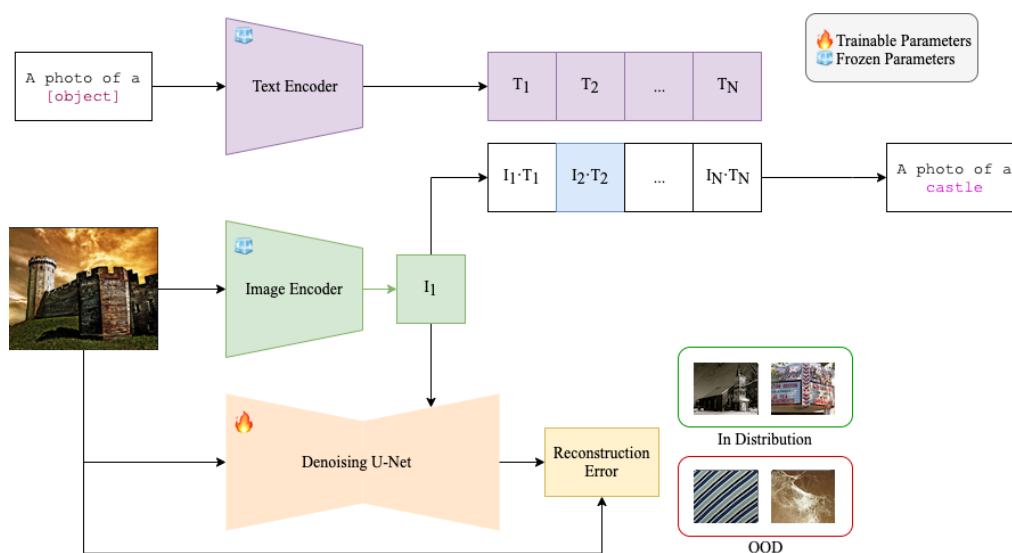 Trainable Parameters
Frozen Parameters
A photo of a
[object]
Text Encoder
T1 T2 ... TN
I1·T1 I2·T2 ... IN·TN
A photo of a
castle
Image Encoder
I1
Denoising U-Net
Reconstruction
Error
In Distribution
OOD